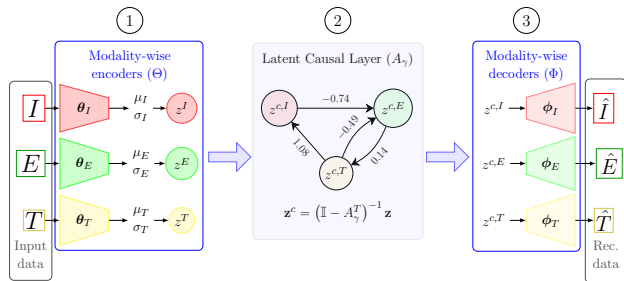 ① ② ③
Modality-wise
encoders (Θ)
I θ_I μ_I σ_I z^I
E θ_E μ_E σ_E z^E
T θ_T μ_T σ_T z^T
Input
data
Latent Causal Layer (A_γ)
z^{c,I} −0.74 z^{c,E}
1.08 −0.49 0.14
z^{c,T}
z^c = (𝕀 − A_γ^T)^{−1} z
Modality-wise
decoders (Φ)
z^{c,I} ϕ_I Î
z^{c,E} ϕ_E Ê
z^{c,T} ϕ_T T̂
Rec.
data